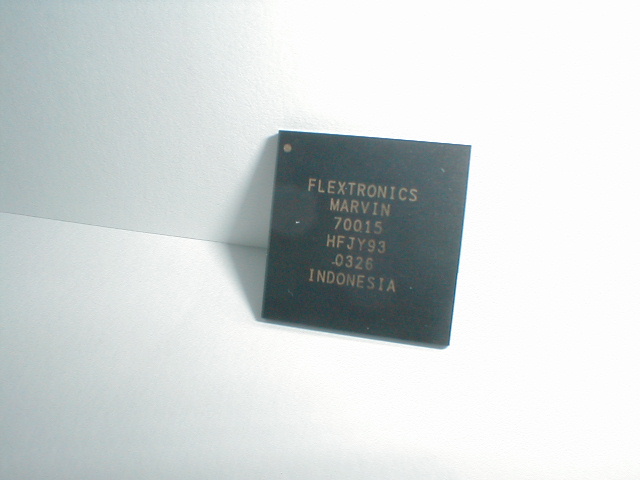 FLEXTRONICS
MARVIN
70015
HFJY93
0326
INDONESIA